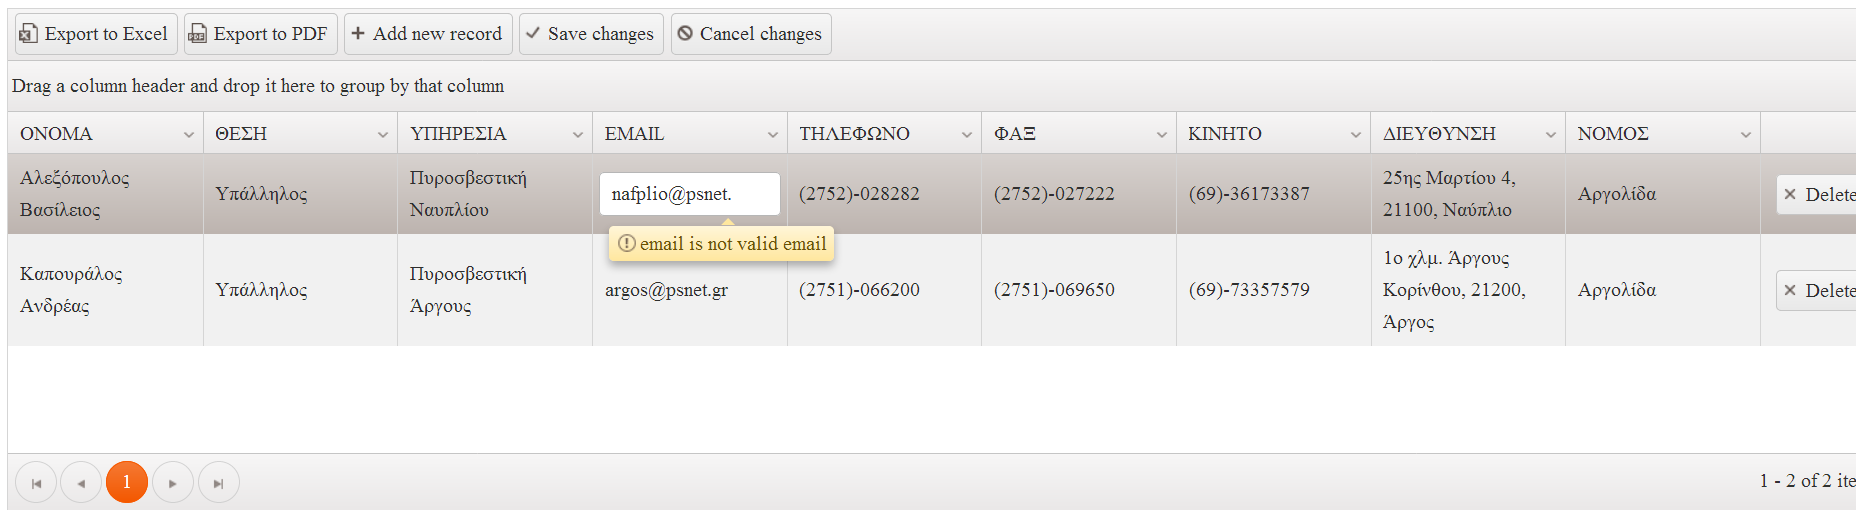 Export to Excel Export to PDF Add new record Save changes Cancel changes
Drag a column header and drop it here to group by that column
ΟΝΟΜΑ ΘΕΣΗ ΥΠΗΡΕΣΙΑ EMAIL ΤΗΛΕΦΩΝΟ ΦΑΞ ΚΙΝΗΤΟ ΔΙΕΥΘΥΝΣΗ ΝΟΜΟΣ
Αλεξόπουλος
Βασίλειος
Υπάλληλος
Πυροσβεστική
Ναυπλίου
nafplio@psnet.
(2752)-028282
(2752)-027222
(69)-36173387
25ης Μαρτίου 4,
21100, Ναύπλιο
Αργολίδα
Delete
email is not valid email
Καπουράλος
Ανδρέας
Υπάλληλος
Πυροσβεστική
Άργους
argos@psnet.gr
(2751)-066200
(2751)-069650
(69)-73357579
1ο χλμ. Άργους
Κορίνθου, 21200,
Άργος
Αργολίδα
Delete
1
1 - 2 of 2 ite